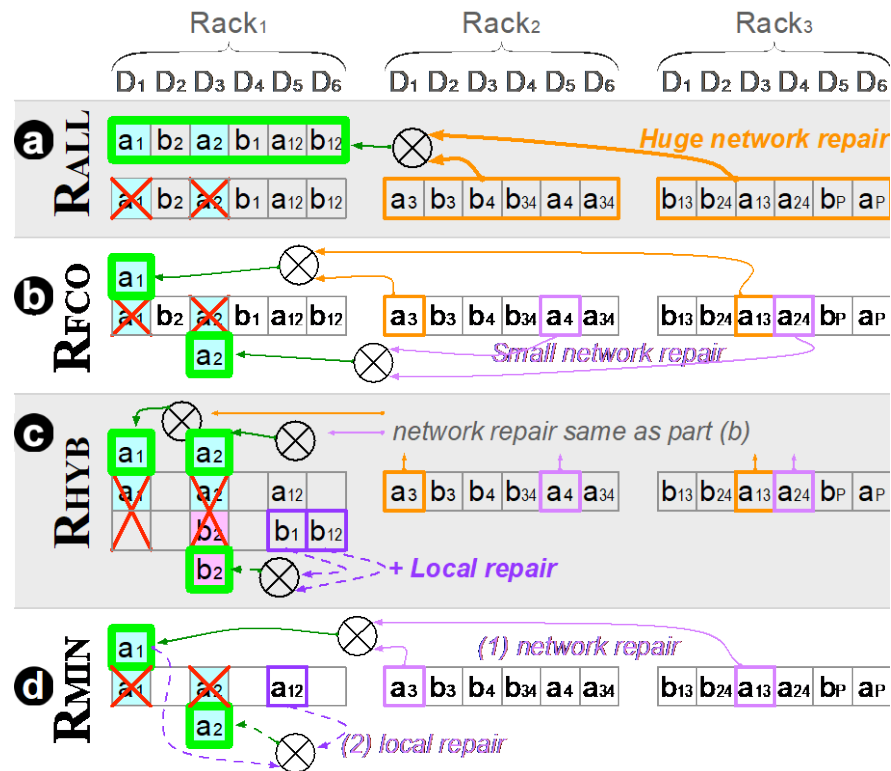 Rack1 Rack2 Rack3
D1 D2 D3 D4 D5 D6 D1 D2 D3 D4 D5 D6 D1 D2 D3 D4 D5 D6
a RALL
a1 b2 a2 b1 a12 b12
Huge network repair
a1 b2 a2 b1 a12 b12 a3 b3 b4 b34 a4 a34 b13 b24 a13 a24 bP aP
b RFCO
a1
a1 b2 a2 b1 a12 b12 a3 b3 b4 b34 a4 a34 b13 b24 a13 a24 bP aP
a2
Small network repair
c RHYB
network repair same as part (b)
a1 a2
a1 a2 a12 a3 b3 b4 b34 a4 a34 b13 b24 a13 a24 bP aP
b2 b1 b12
b2
+ Local repair
d RMIN
a1
(1) network repair
a1 a2 a12 a3 b3 b4 b34 a4 a34 b13 b24 a13 a24 bP aP
a2
(2) local repair